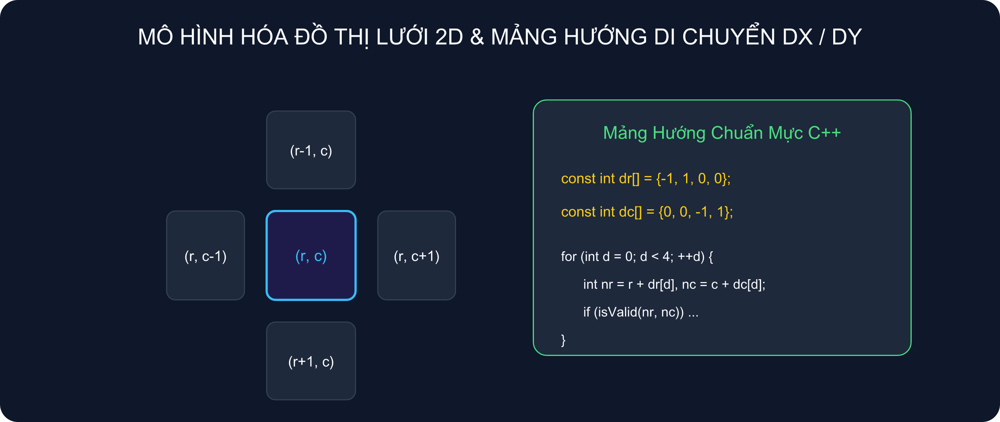 MÔ HÌNH HÓA ĐỒ THỊ LƯỚI 2D & MẢNG HƯỚNG DI CHUYỂN DX / DY
(r-1, c)
(r, c-1)
(r, c)
(r, c+1)
(r+1, c)
Mảng Hướng Chuẩn Mực C++
const int dr[] = {-1, 1, 0, 0};
const int dc[] = {0, 0, -1, 1};
for (int d = 0; d < 4; ++d) {
int nr = r + dr[d], nc = c + dc[d];
if (isValid(nr, nc)) ...
}